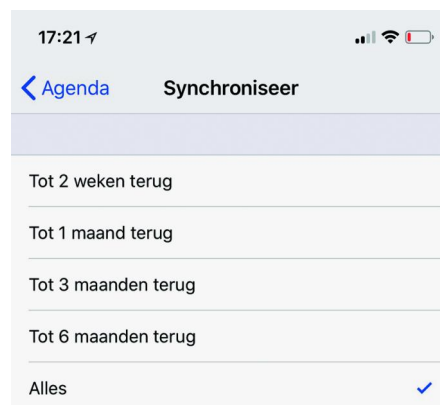 17:21
Agenda Synchroniseer
Tot 2 weken terug
Tot 1 maand terug
Tot 3 maanden terug
Tot 6 maanden terug
Alles